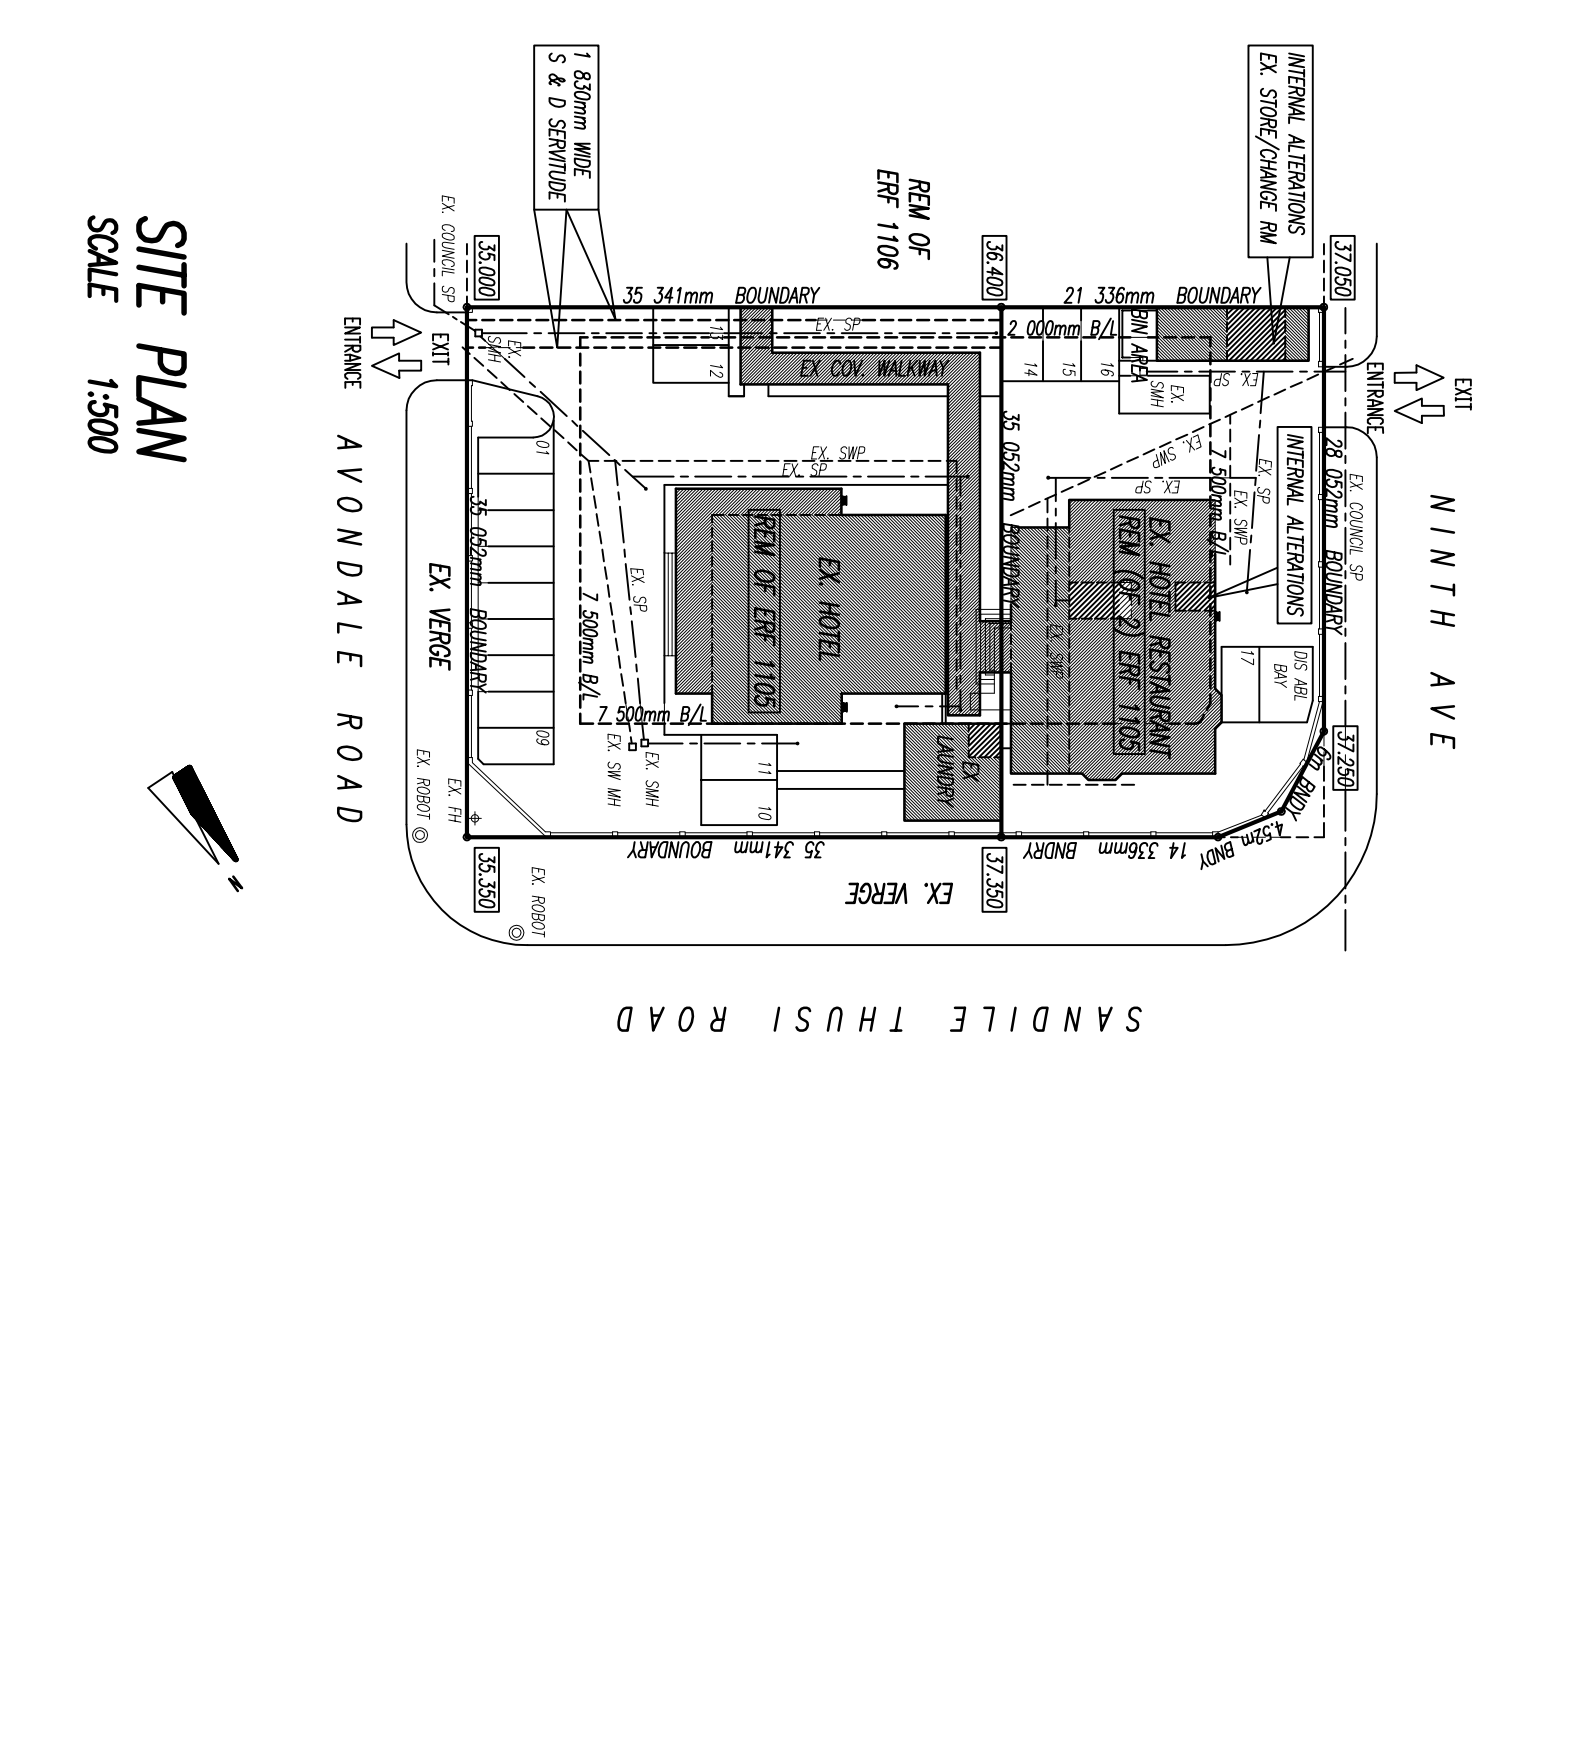 NINTH AVE
EXIT
ENTRANCE
EX. COUNCIL SP
37.050
28 052mm BOUNDARY
37.250
6m BNDY
4.52m BNDY
INTERNAL ALTERATIONS
EX. STORE/CHANGE RM
INTERNAL ALTERATIONS
DIS ABL
BAY
17
EX. SP
EX. SWP
7 500mm B/L
EX. SP
EX.
SMH
EX. SWP
EX. SP
BIN AREA
21 336mm BOUNDARY
2 000mm B/L
16
15
14
EX. HOTEL RESTAURANT
REM (OF 2) ERF 1105
EX. SWP
14 336mm BNDRY
36.400
35 052mm BOUNDARY
37.350
REM OF
ERF 1106
EX COV. WALKWAY
EX. SP
EX. SWP
EX. SP
EX
LAUNDRY
EX. VERGE
35 341mm BOUNDARY
13
12
EX. HOTEL
REM OF ERF 1105
11
10
7 500mm B/L
EX. SP
7 500mm B/L
EX. SMH
EX. SW MH
35 341mm BOUNDARY
SANDILE THUSI ROAD
1 830mm WIDE
S & D SERVITUDE
EX.
SMH
01
09
EX. ROBOT
35.000
35 052mm BOUNDARY
35.350
EX. COUNCIL SP
EX. VERGE
EX. FH
EX. ROBOT
EXIT
ENTRANCE
AVONDALE ROAD
N
SITE PLAN
SCALE 1:500